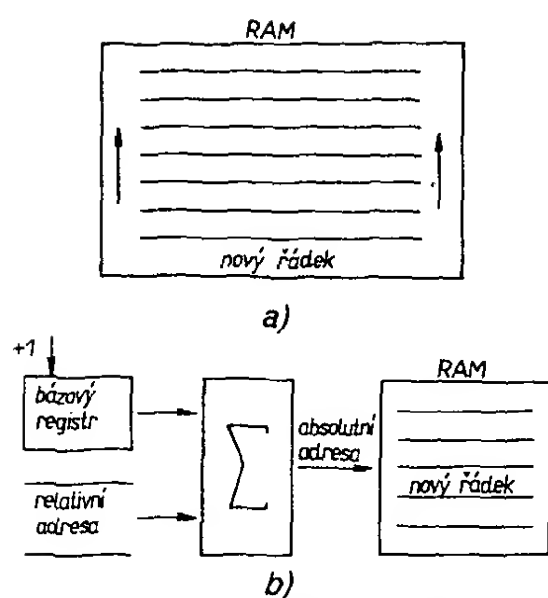 RAM
nový řádek
a)
+1
bázový
registr
relativní
adresa
Σ
absolutní
adresa
RAM
nový řádek
b)